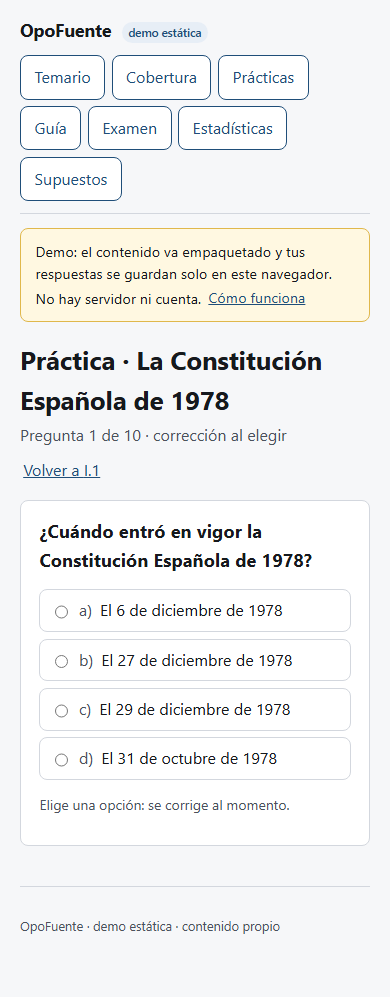 OpoFuente demo estática
Temario Cobertura Prácticas
Guía Examen Estadísticas
Supuestos
Demo: el contenido va empaquetado y tus
respuestas se guardan solo en este navegador.
No hay servidor ni cuenta. Cómo funciona
Práctica · La Constitución
Española de 1978
Pregunta 1 de 10 · corrección al elegir
Volver a I.1
¿Cuándo entró en vigor la
Constitución Española de 1978?
a) El 6 de diciembre de 1978
b) El 27 de diciembre de 1978
c) El 29 de diciembre de 1978
d) El 31 de octubre de 1978
Elige una opción: se corrige al momento.
OpoFuente · demo estática · contenido propio